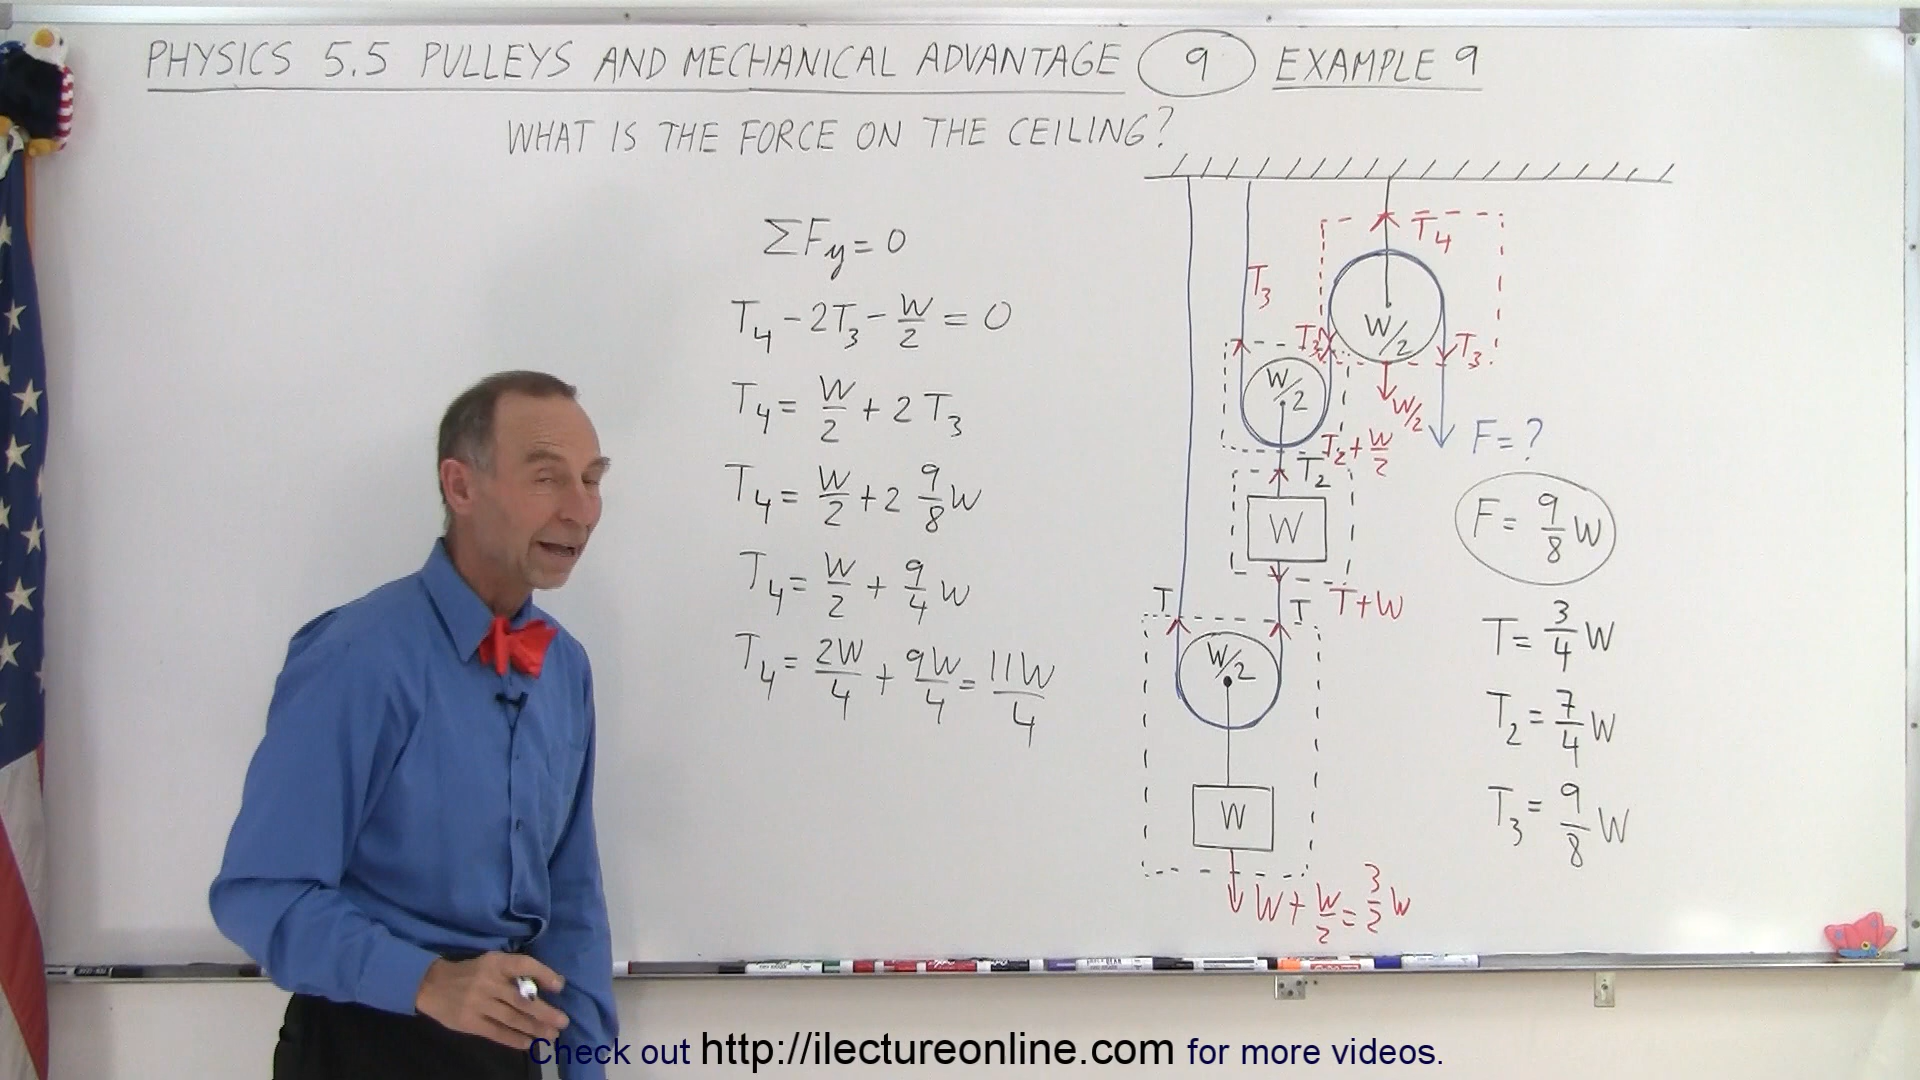 PHYSICS 5.5 PULLEYS AND MECHANICAL ADVANTAGE 9 EXAMPLE 9
WHAT IS THE FORCE ON THE CEILING?
ΣFy = 0
T4 - 2T3 - W/2 = 0
T4 = W/2 + 2 T3
T4 = W/2 + 2 9/8 W
T4 = W/2 + 9/4 W
T4 = 2W/4 + 9W/4 = 11W/4
T4
T3
W/2
T3
T3
W/2
W/2
F = ?
T2 + W/2
T2
W
F = 9/8 W
T
T
T+W
W/2
T = 3/4 W
T2 = 7/4 W
W
T3 = 9/8 W
W + W/2 = 3/2 W
Check out http://ilectureonline.com for more videos.